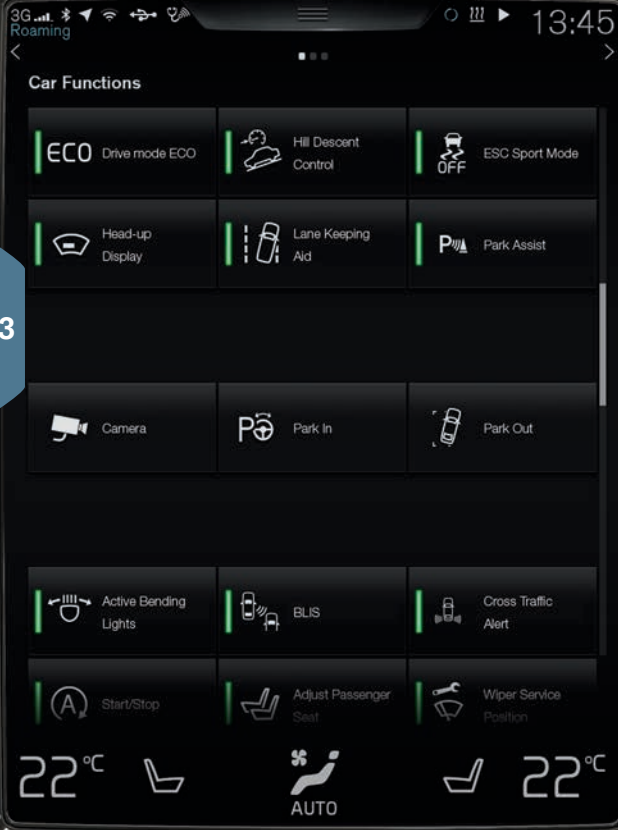 3G
13:45
Roaming
Car Functions
ECO Drive mode ECO
Hill Descent
Control
OFF ESC Sport Mode
Head-up
Display
Lane Keeping
Aid
P Park Assist
3
Camera
P Park In
Park Out
Active Bending
Lights
BLIS
Cross Traffic
Alert
A Start/Stop
Adjust Passenger
Seat
Wiper Service
Position
22°C
22°C
AUTO